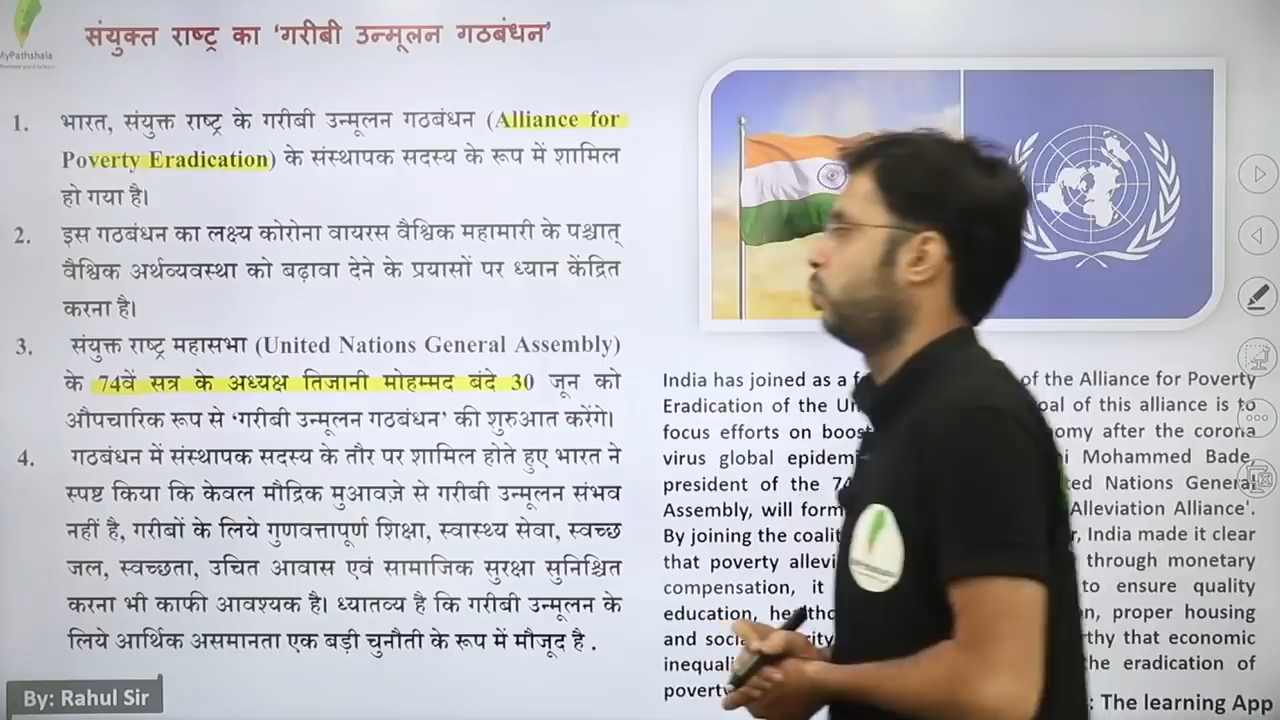 MyPathshala
संयुक्त राष्ट्र का ‘गरीबी उन्मूलन गठबंधन’
1. भारत, संयुक्त राष्ट्र के गरीबी उन्मूलन गठबंधन (Alliance for
Poverty Eradication) के संस्थापक सदस्य के रूप में शामिल
हो गया है।
2. इस गठबंधन का लक्ष्य कोरोना वायरस वैश्विक महामारी के पश्चात्
वैश्विक अर्थव्यवस्था को बढ़ावा देने के प्रयासों पर ध्यान केंद्रित
करना है।
3. संयुक्त राष्ट्र महासभा (United Nations General Assembly)
के 74वें सत्र के अध्यक्ष तिजानी मोहम्मद बंदे 30 जून को
औपचारिक रूप से ‘गरीबी उन्मूलन गठबंधन’ की शुरुआत करेंगे।
4. गठबंधन में संस्थापक सदस्य के तौर पर शामिल होते हुए भारत ने
स्पष्ट किया कि केवल मौद्रिक मुआवज़े से गरीबी उन्मूलन संभव
नहीं है, गरीबों के लिये गुणवत्तापूर्ण शिक्षा, स्वास्थ्य सेवा, स्वच्छ
जल, स्वच्छता, उचित आवास एवं सामाजिक सुरक्षा सुनिश्चित
करना भी काफी आवश्यक है। ध्यातव्य है कि गरीबी उन्मूलन के
लिये आर्थिक असमानता एक बड़ी चुनौती के रूप में मौजूद है .
India has joined as a of the Alliance for Poverty
Eradication of the of this alliance is to
focus efforts on after the corona
virus global Mohammed Bade,
president of the General
Assembly, will Alleviation Alliance'.
By joining the India made it clear
that poverty through monetary
compensation, it to ensure quality
education, proper housing
and that economic
the eradication of
By: Rahul Sir
: The learning App